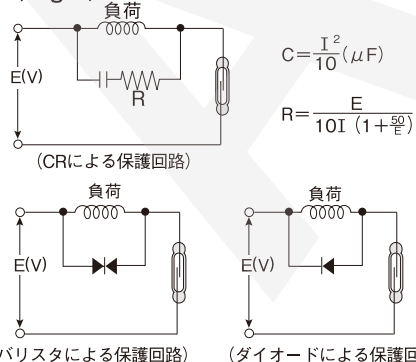 負荷
E(V)
R
C=I²/10(μF)
R=E/10I (1+50/E)
(CRによる保護回路)
負荷
E(V)
バリスタによる保護回路)
負荷
E(V)
(ダイオードによる保護回